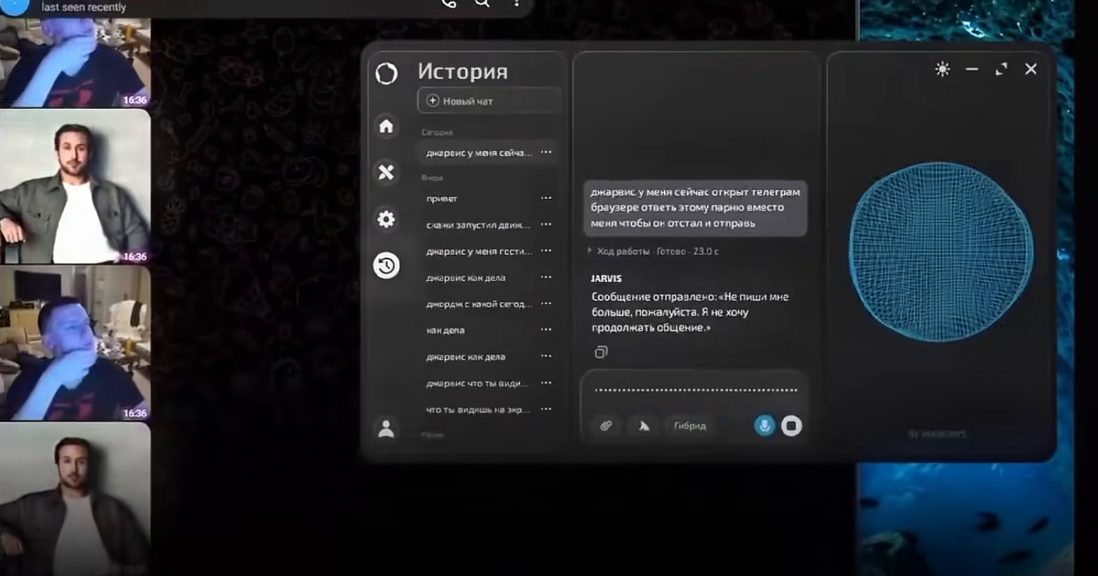 last seen recently
16:36
16:36
16:36
История
Новый чат
Сегодня
джарвис у меня сейча...
Вчера
привет
скажи запустил движ...
джарвис у меня гости...
джарвис как дела
джордж с какой сегод...
как дела
джарвис как дела
джарвис что ты види...
что ты видишь на экр...
джарвис у меня сейчас открыт телеграм
браузере ответь этому парню вместо
меня чтобы он отстал и отправь
Ход работы · Готово · 23.0 с
JARVIS
Сообщение отправлено: «Не пиши мне
больше, пожалуйста. Я не хочу
продолжать общение.»
Гибрид
BY